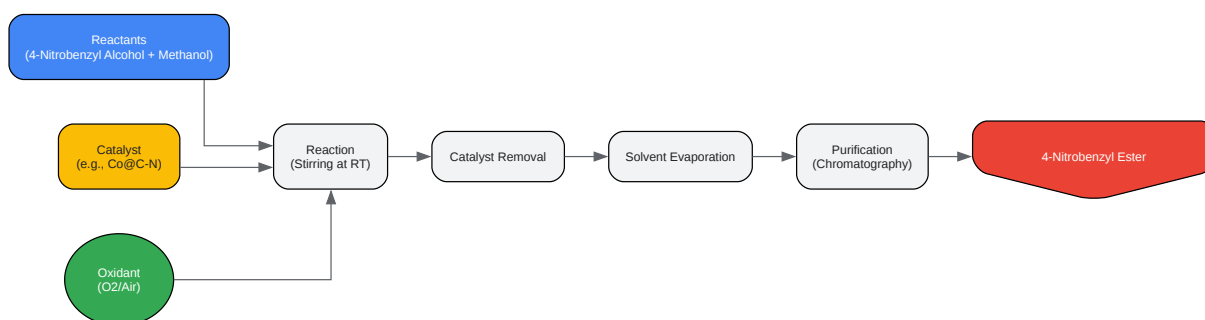 Reactants
(4-Nitrobenzyl Alcohol + Methanol)
Catalyst
(e.g., Co@C-N)
Reaction
(Stirring at RT)
Catalyst Removal
Solvent Evaporation
Purification
(Chromatography)
4-Nitrobenzyl Ester
Oxidant
(O2/Air)